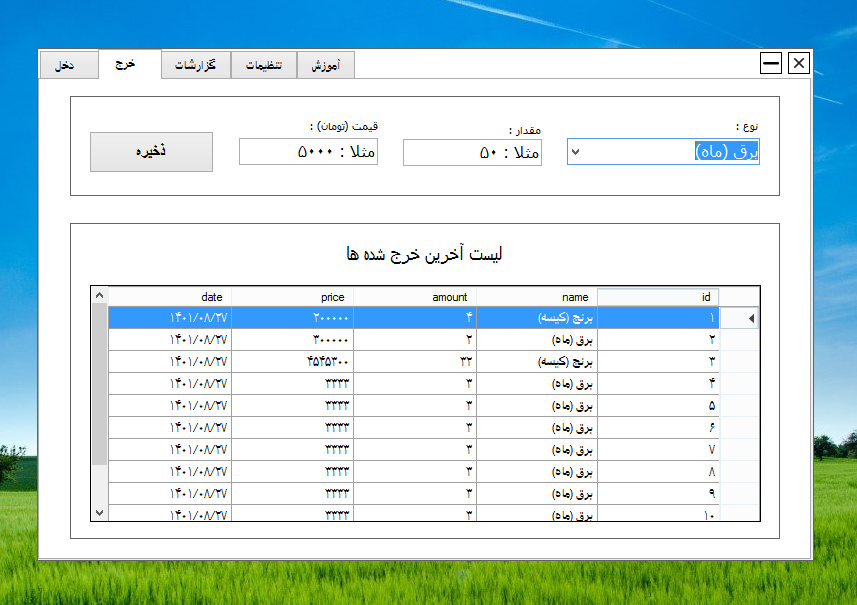 دخل خرج گزارشات تنظیمات آموزش
نوع :
برق (ماه)
مقدار :
مثلا : ۵۰
قیمت (تومان) :
مثلا : ۵۰۰۰
ذخیره
لیست آخرین خرج شده ها
id name amount price date
۱ برنج (کیسه) ۴ ۲۰۰۰۰۰ ۱۴۰۱/۰۸/۲۷
۲ برق (ماه) ۲ ۳۰۰۰۰۰ ۱۴۰۱/۰۸/۲۷
۳ برنج (کیسه) ۳۲ ۴۵۴۵۳۰۰ ۱۴۰۱/۰۸/۲۷
۴ برق (ماه) ۳ ۳۳۳۳ ۱۴۰۱/۰۸/۲۷
۵ برق (ماه) ۳ ۳۳۳۳ ۱۴۰۱/۰۸/۲۷
۶ برق (ماه) ۳ ۳۳۳۳ ۱۴۰۱/۰۸/۲۷
۷ برق (ماه) ۳ ۳۳۳۳ ۱۴۰۱/۰۸/۲۷
۸ برق (ماه) ۳ ۳۳۳۳ ۱۴۰۱/۰۸/۲۷
۹ برق (ماه) ۳ ۳۳۳۳ ۱۴۰۱/۰۸/۲۷
۱۰ برق (ماه) ۳ ۳۳۳۳ ۱۴۰۱/۰۸/۲۷